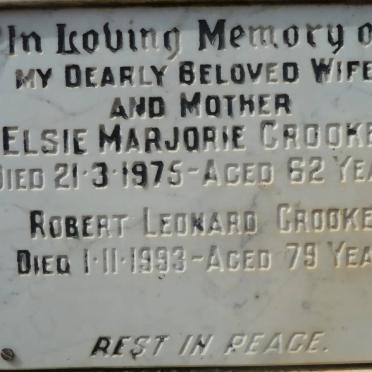 In Loving Memory o
MY DEARLY BELOVED WIFE
AND MOTHER
ELSIE MARJORIE CROOKE
DIED 21·3·1975-AGED 62 YEA
ROBERT LEONARD CROOKE
DIED 1·11·1993-AGED 79 YEA
REST IN PEACE.